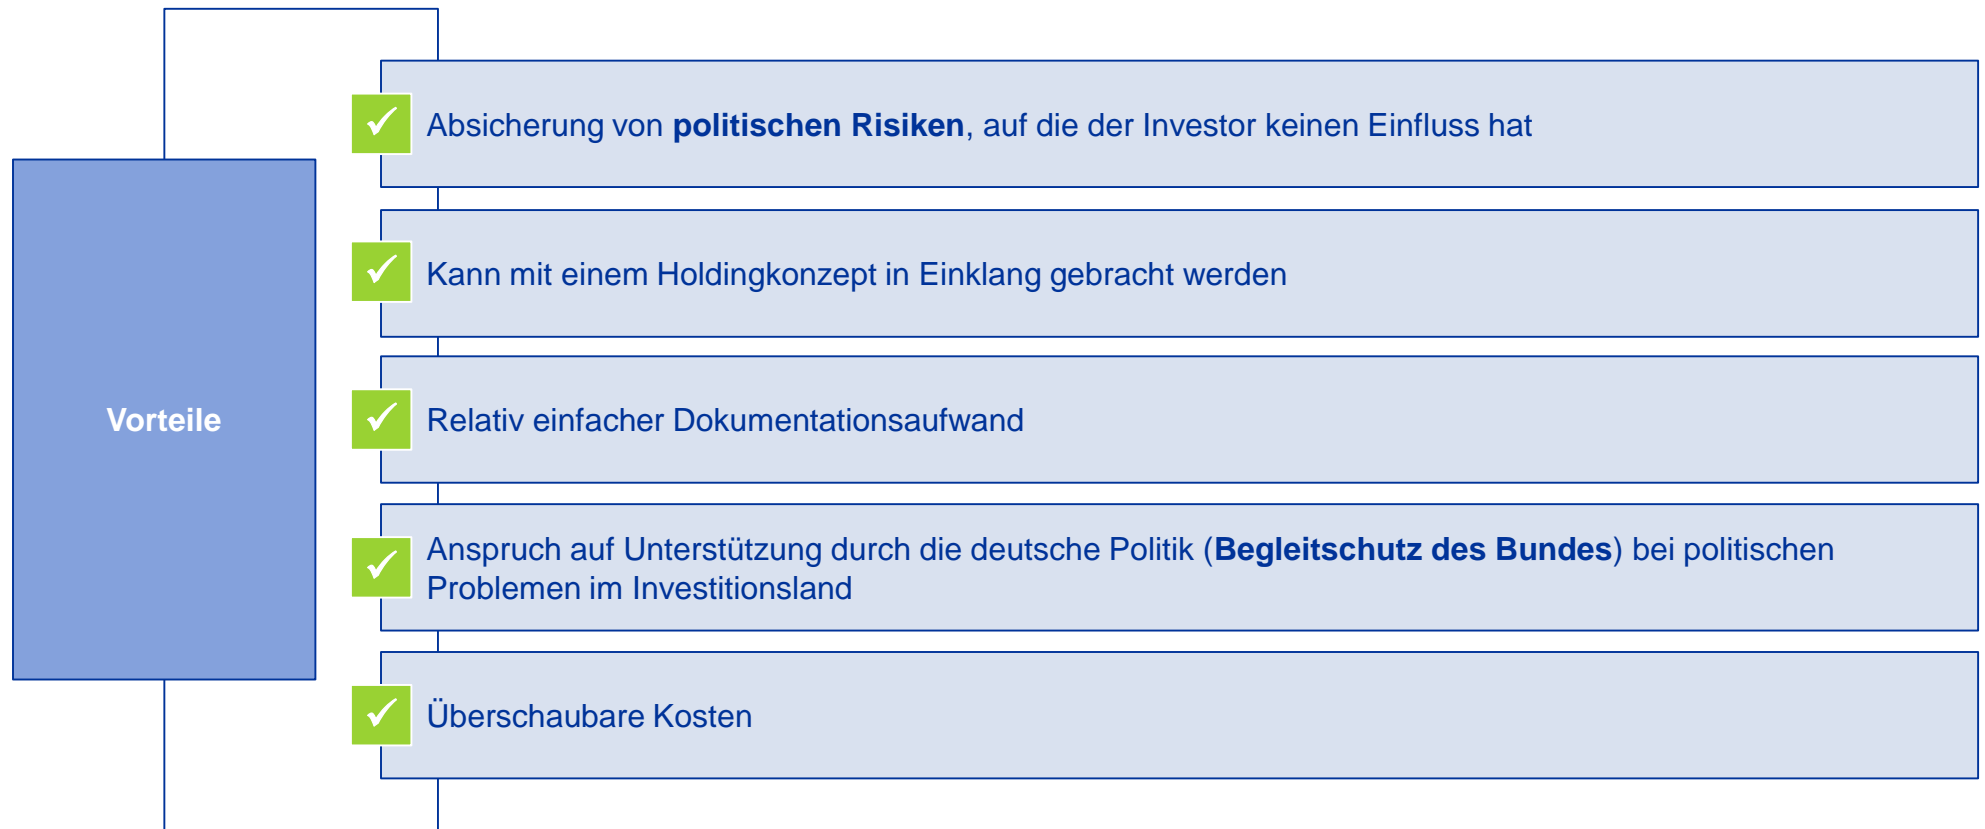 Vorteile
Absicherung von politischen Risiken, auf die der Investor keinen Einfluss hat
Kann mit einem Holdingkonzept in Einklang gebracht werden
Relativ einfacher Dokumentationsaufwand
Anspruch auf Unterstützung durch die deutsche Politik (Begleitschutz des Bundes) bei politischen
Problemen im Investitionsland
Überschaubare Kosten